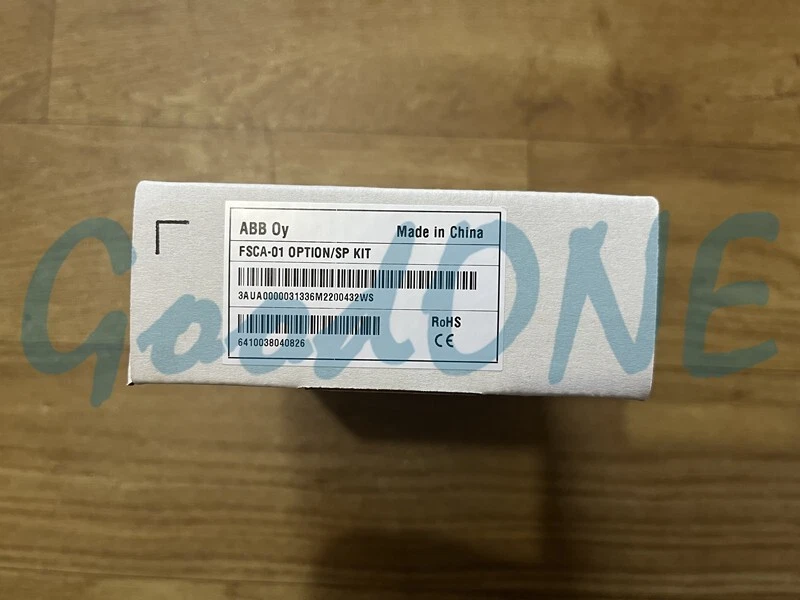 ABB Oy Made in China
FSCA-01 OPTION/SP KIT
3AUA0000031336M2200432WS
RoHS
6410038040826 CE
GoodONE